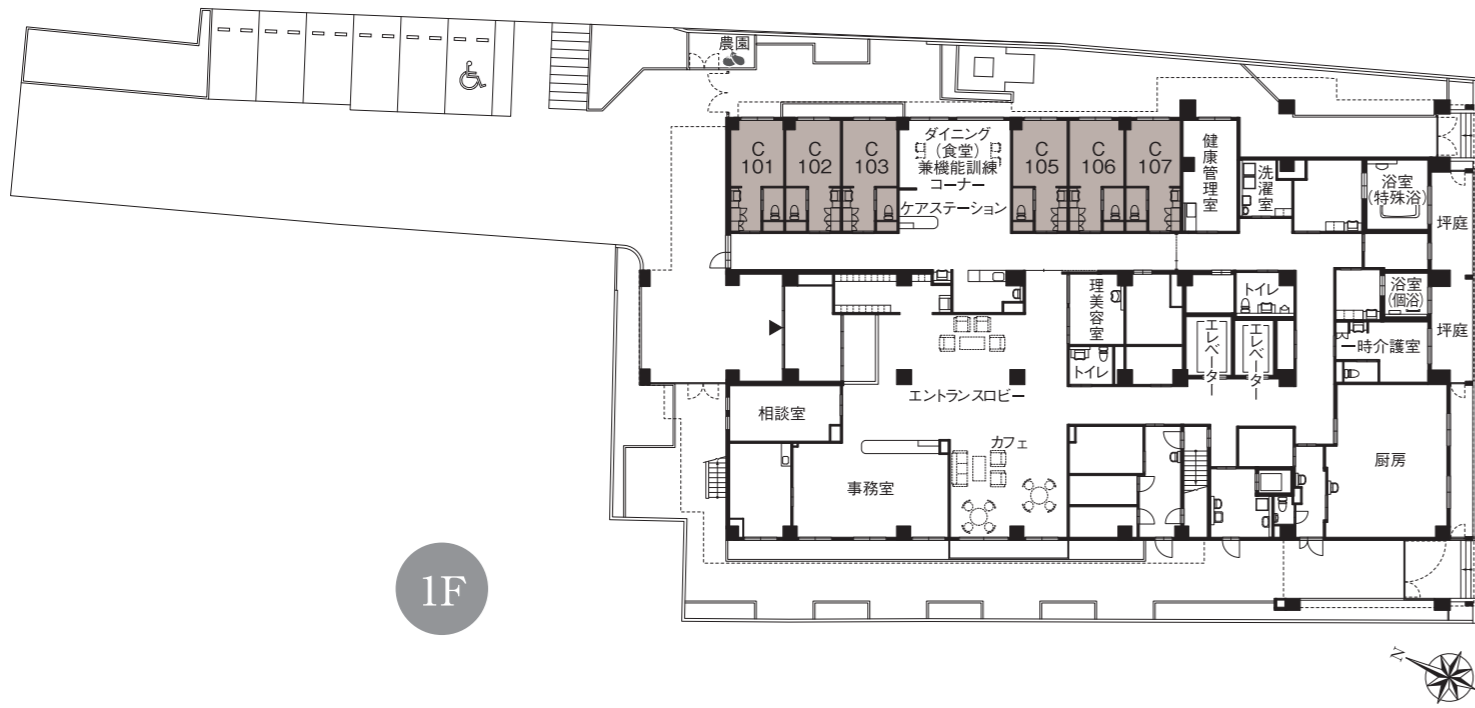 農園
C
101
C
102
C
103
ダイニング
(食堂)
兼機能訓練
コーナー
ケアステーション
C
105
C
106
C
107
健康管理室
洗濯室
浴室
(特殊浴)
坪庭
理美容室
トイレ
浴室
(個浴)
坪庭
エレベーター
エレベーター
一時介護室
トイレ
エントランスロビー
相談室
カフェ
事務室
厨房
1F
N